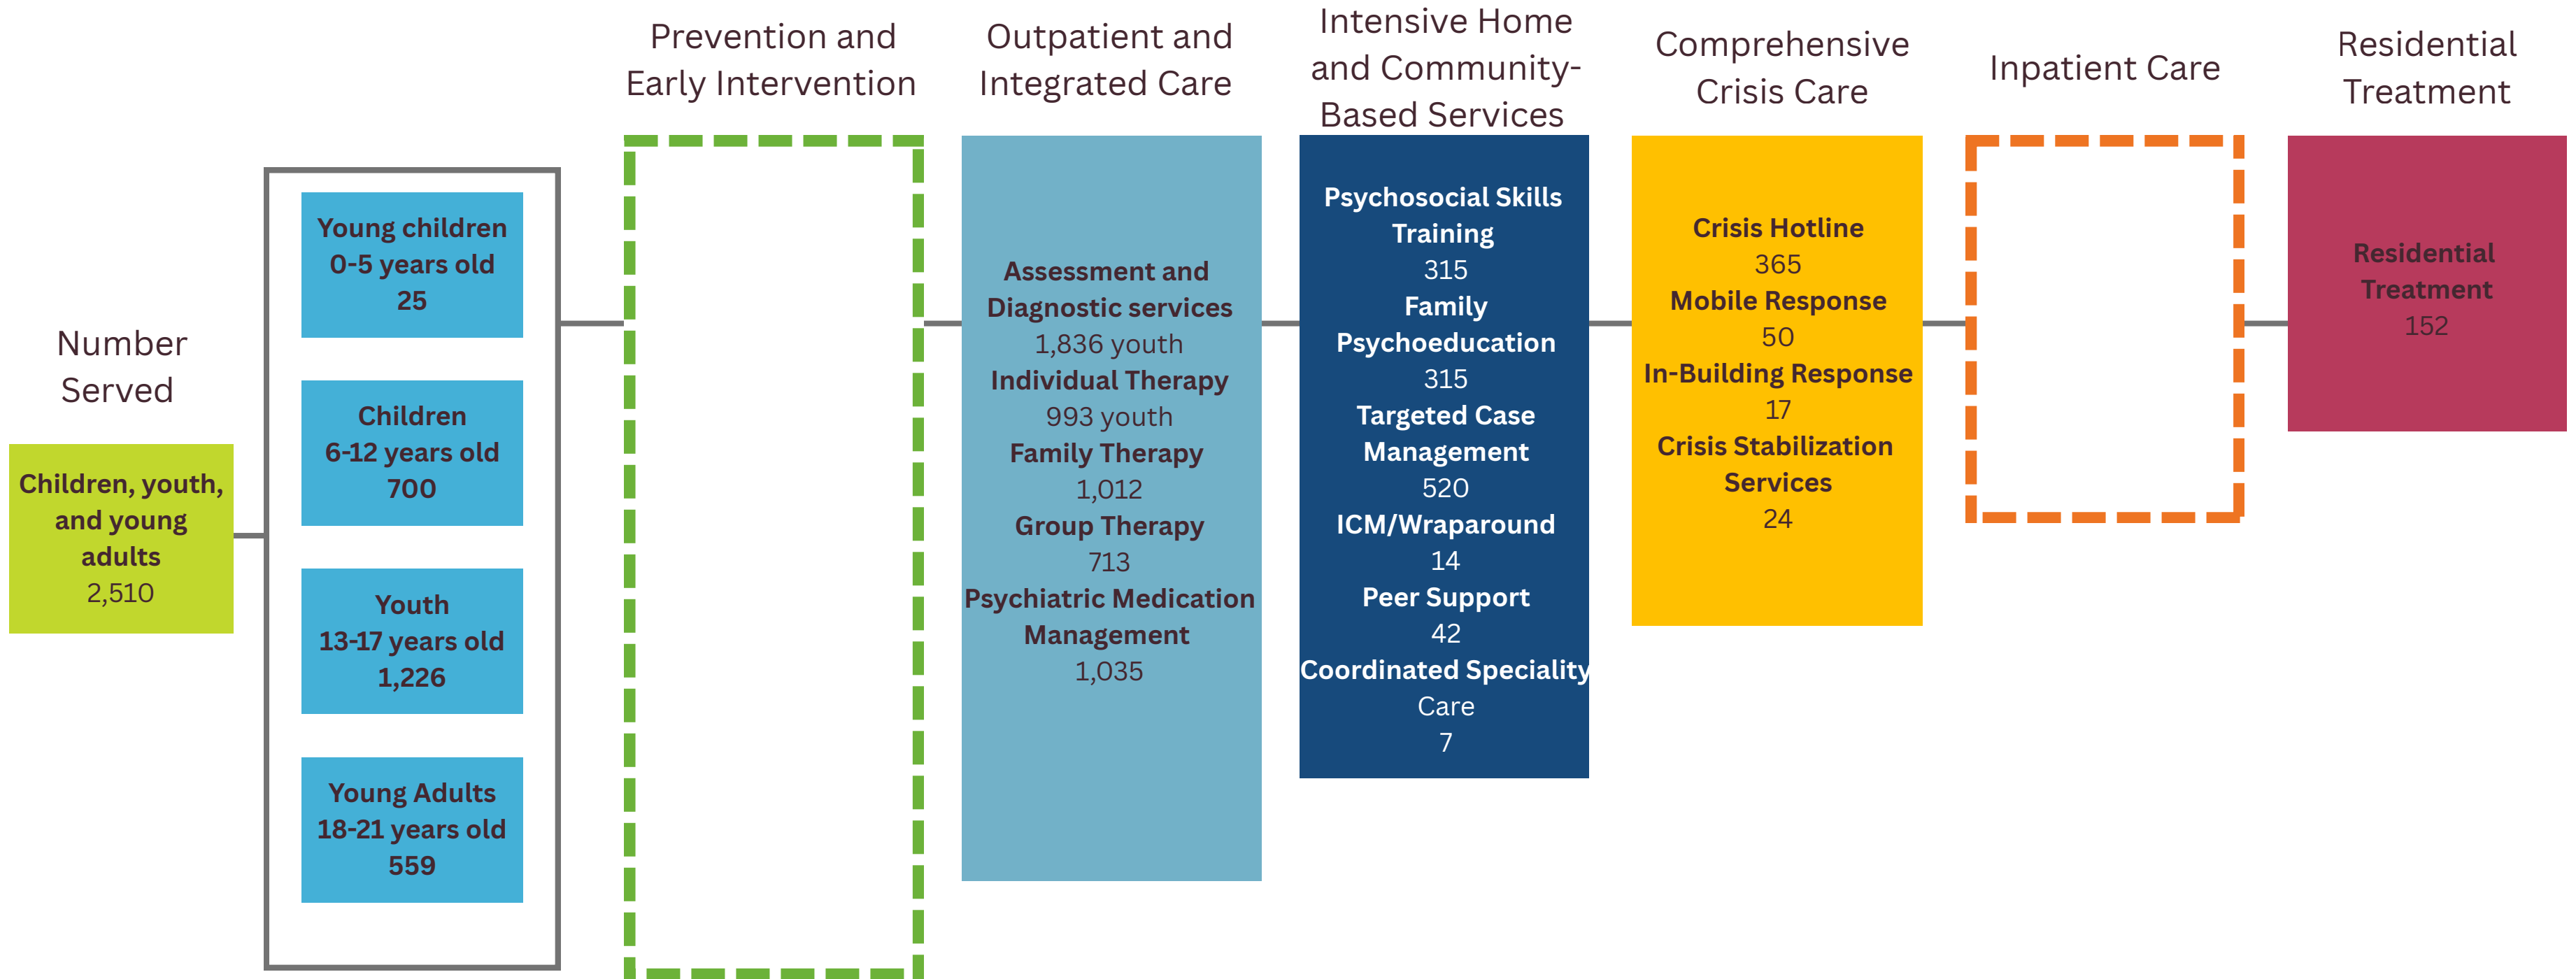 Number
Served
Children, youth,
and young
adults
2,510
Young children
0-5 years old
25
Children
6-12 years old
700
Youth
13-17 years old
1,226
Young Adults
18-21 years old
559
Prevention and
Early Intervention
Outpatient and
Integrated Care
Assessment and
Diagnostic services
1,836 youth
Individual Therapy
993 youth
Family Therapy
1,012
Group Therapy
713
Psychiatric Medication
Management
1,035
Intensive Home
and Community-
Based Services
Psychosocial Skills
Training
315
Family
Psychoeducation
315
Targeted Case
Management
520
ICM/Wraparound
14
Peer Support
42
Coordinated Speciality
Care
7
Comprehensive
Crisis Care
Crisis Hotline
365
Mobile Response
50
In-Building Response
17
Crisis Stabilization
Services
24
Inpatient Care
Residential
Treatment
Residential
Treatment
152